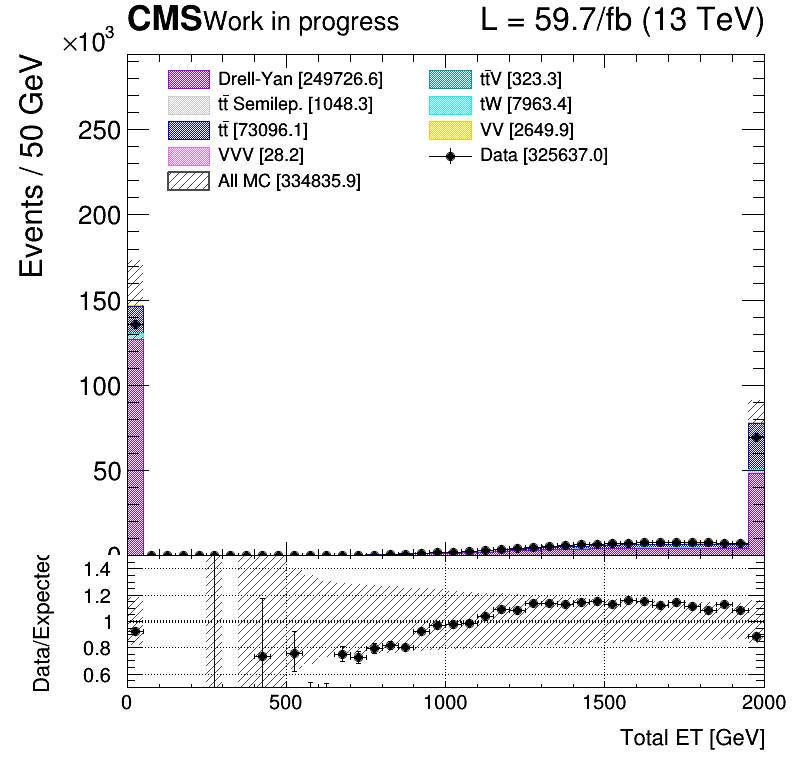 CMS Work in progress L = 59.7/fb (13 TeV)
×10³
Events / 50 GeV
250
200
150
100
50
0
Drell-Yan [249726.6]
tt̄ Semilep. [1048.3]
tt̄ [73096.1]
VVV [28.2]
All MC [334835.9]
tt̄V [323.3]
tW [7963.4]
VV [2649.9]
Data [325637.0]
Data/Expected
1.4
1.2
1
0.8
0.6
0 500 1000 1500 2000
Total ET [GeV]